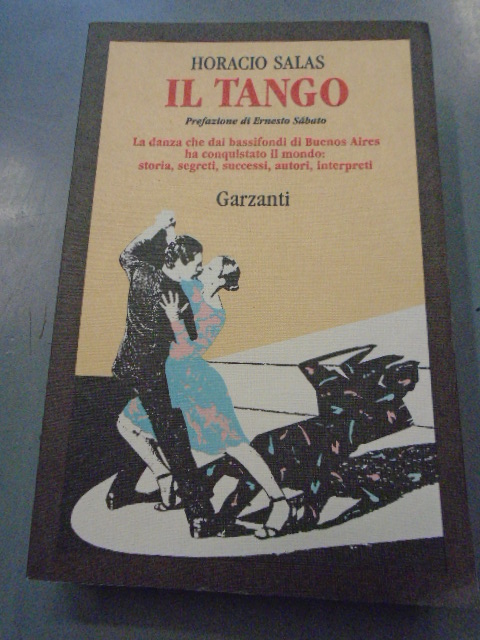 HORACIO SALAS
IL TANGO
Prefazione di Ernesto Sábato
La danza che dai bassifondi di Buenos Aires
ha conquistato il mondo:
storia, segreti, successi, autori, interpreti
Garzanti